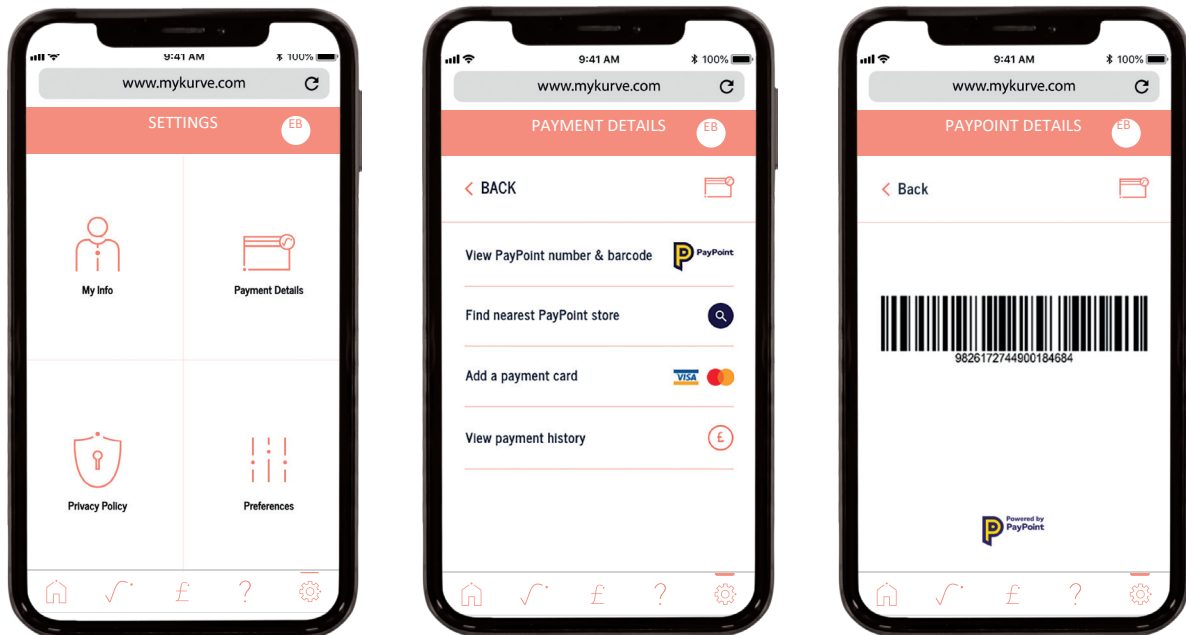 9:41 AM
100%
www.mykurve.com
SETTINGS
EB
My Info
Payment Details
Privacy Policy
Preferences
£
?
9:41 AM
100%
www.mykurve.com
PAYMENT DETAILS
EB
< BACK
View PayPoint number & barcode
PayPoint
Find nearest PayPoint store
Add a payment card
VISA
View payment history
£
£
?
9:41 AM
100%
www.mykurve.com
PAYPOINT DETAILS
EB
< Back
9826172744900184684
Powered by
PayPoint
£
?